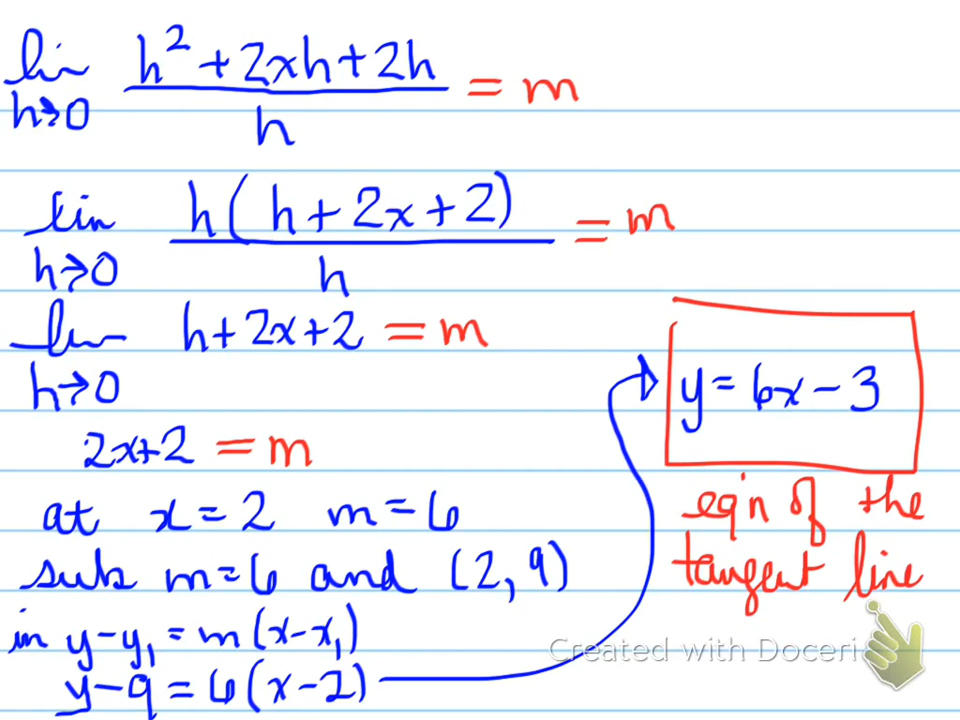 lim h→0 (h² + 2xh + 2h)/h = m
lim h→0 h(h + 2x + 2)/h = m
lim h→0 h + 2x + 2 = m
2x + 2 = m
at x = 2 m = 6
sub m = 6 and (2, 9)
in y - y₁ = m(x - x₁)
y - 9 = 6(x - 2)
y = 6x - 3
eq'n of the
tangent line
Created with Doceri